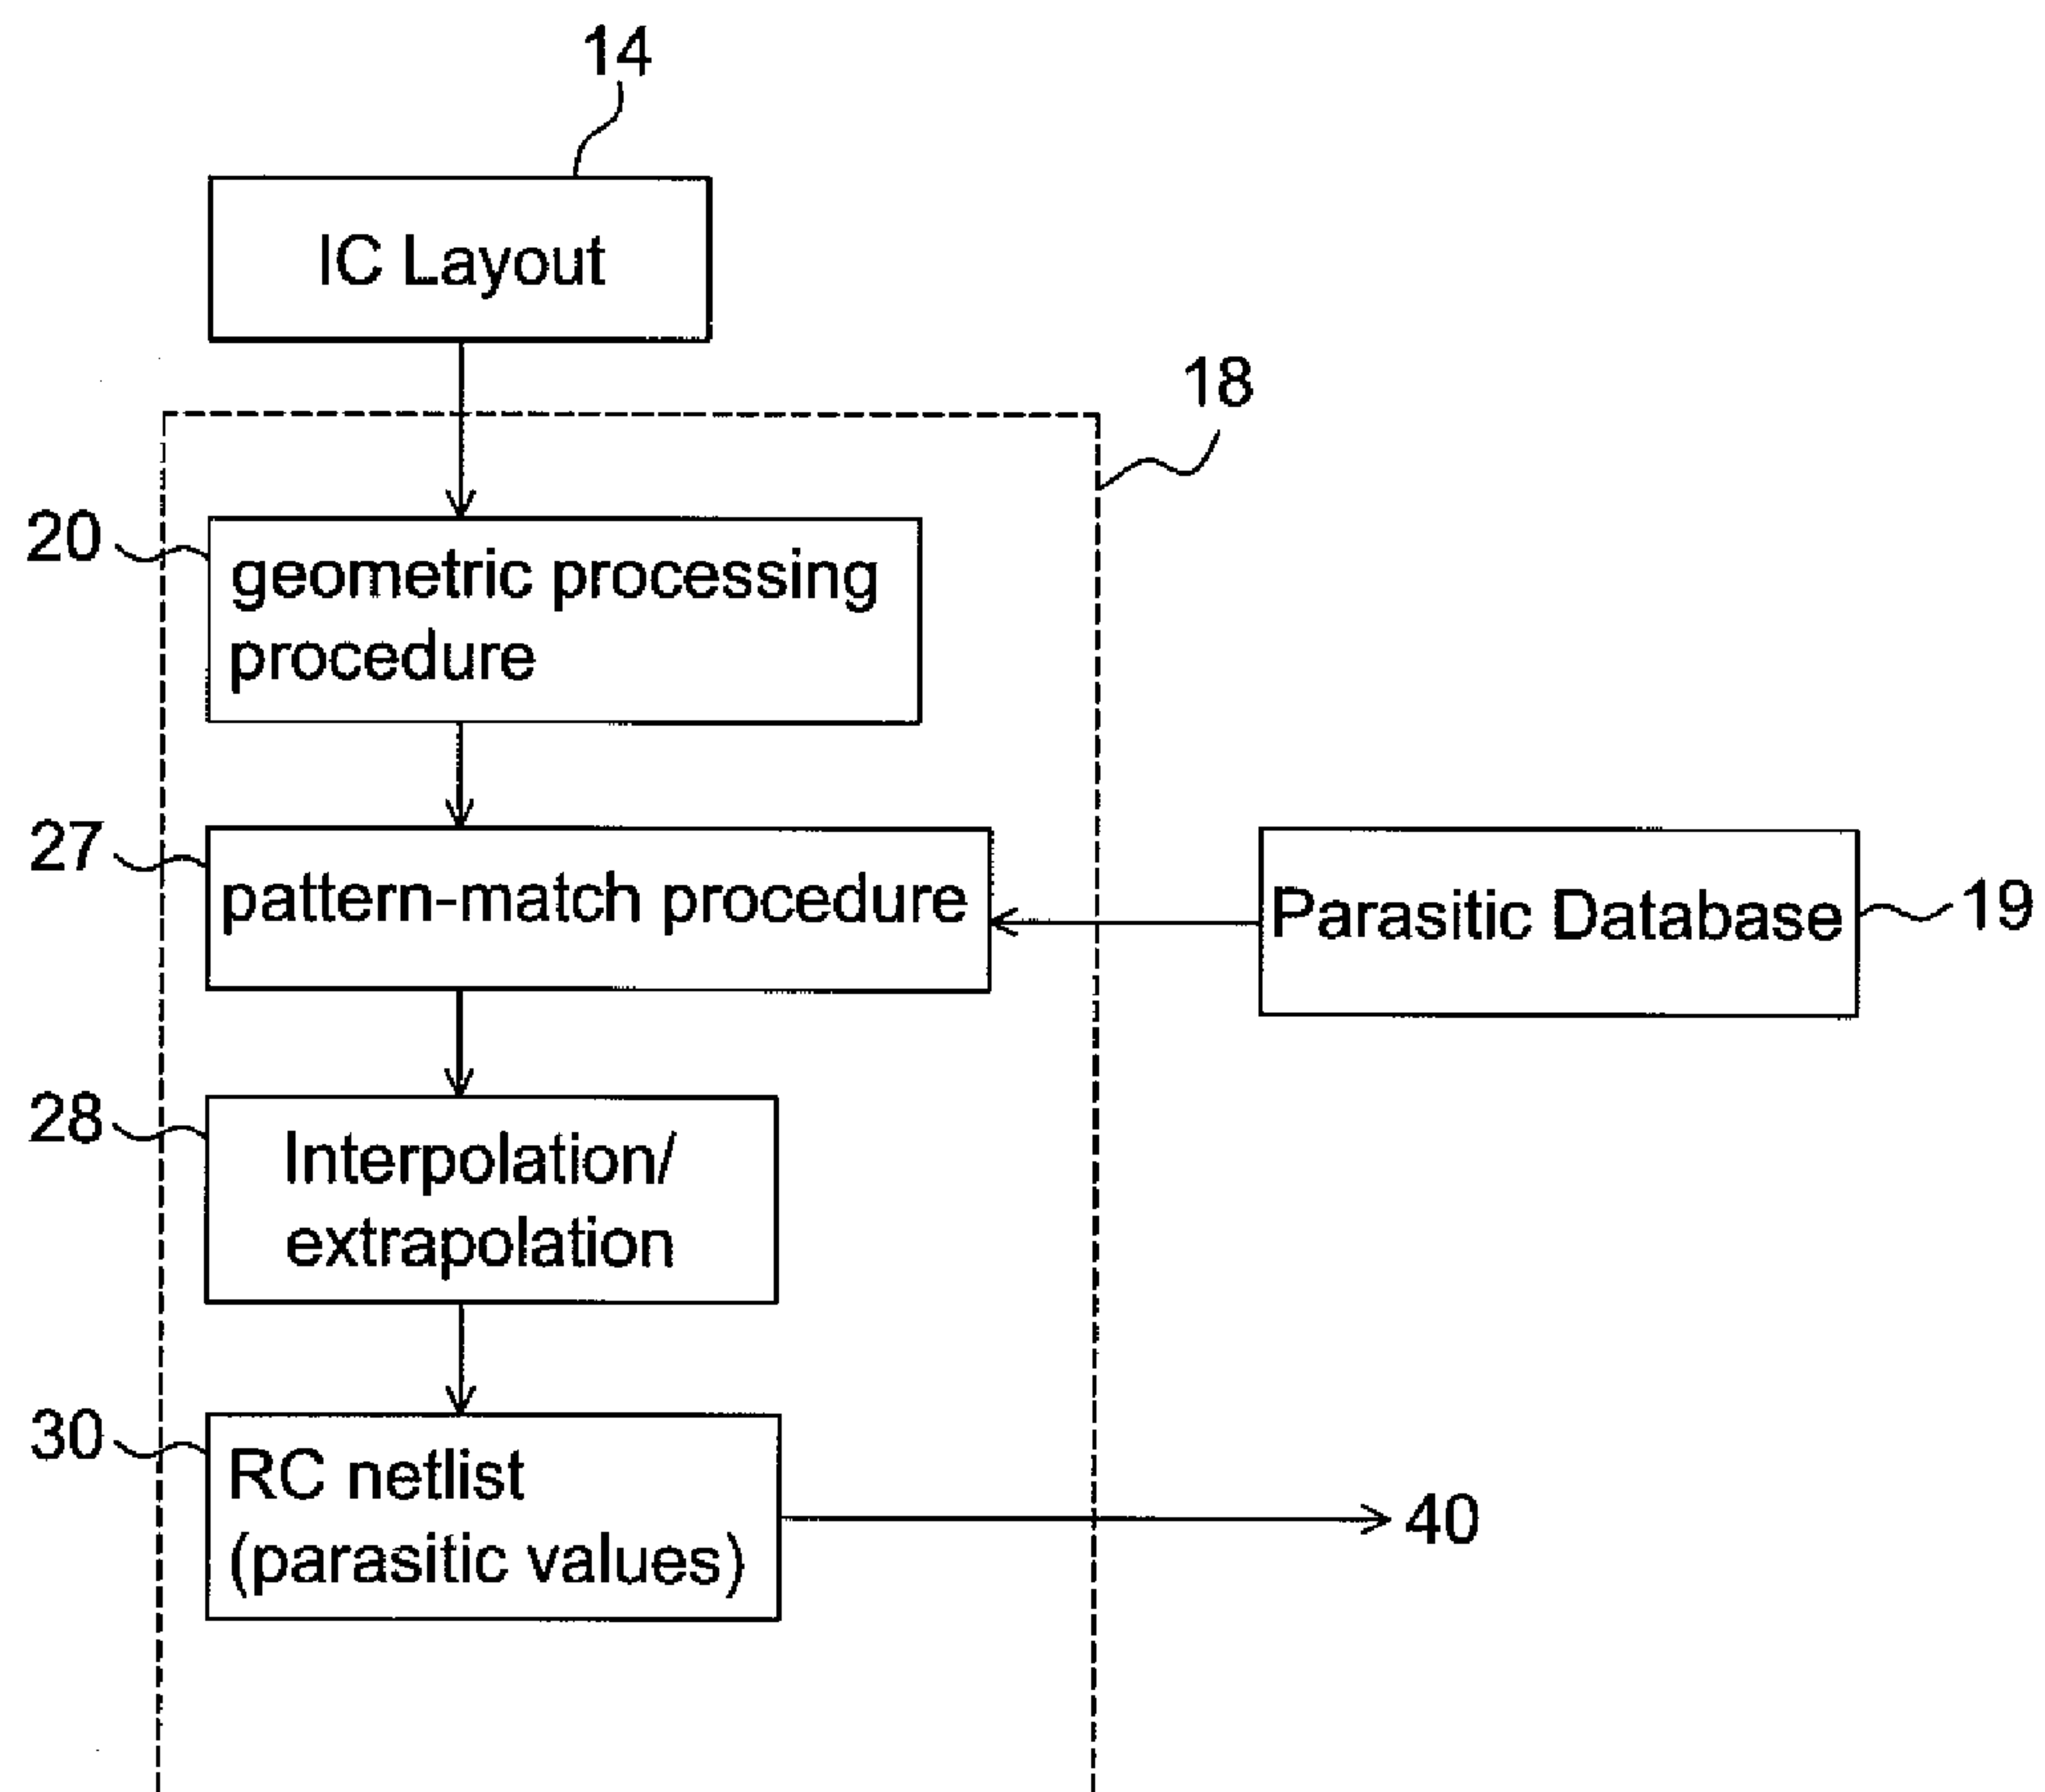 14
IC Layout
18
20
geometric processing
procedure
27
pattern-match procedure
Parasitic Database
19
28
Interpolation/
extrapolation
30
RC netlist
(parasitic values)
40